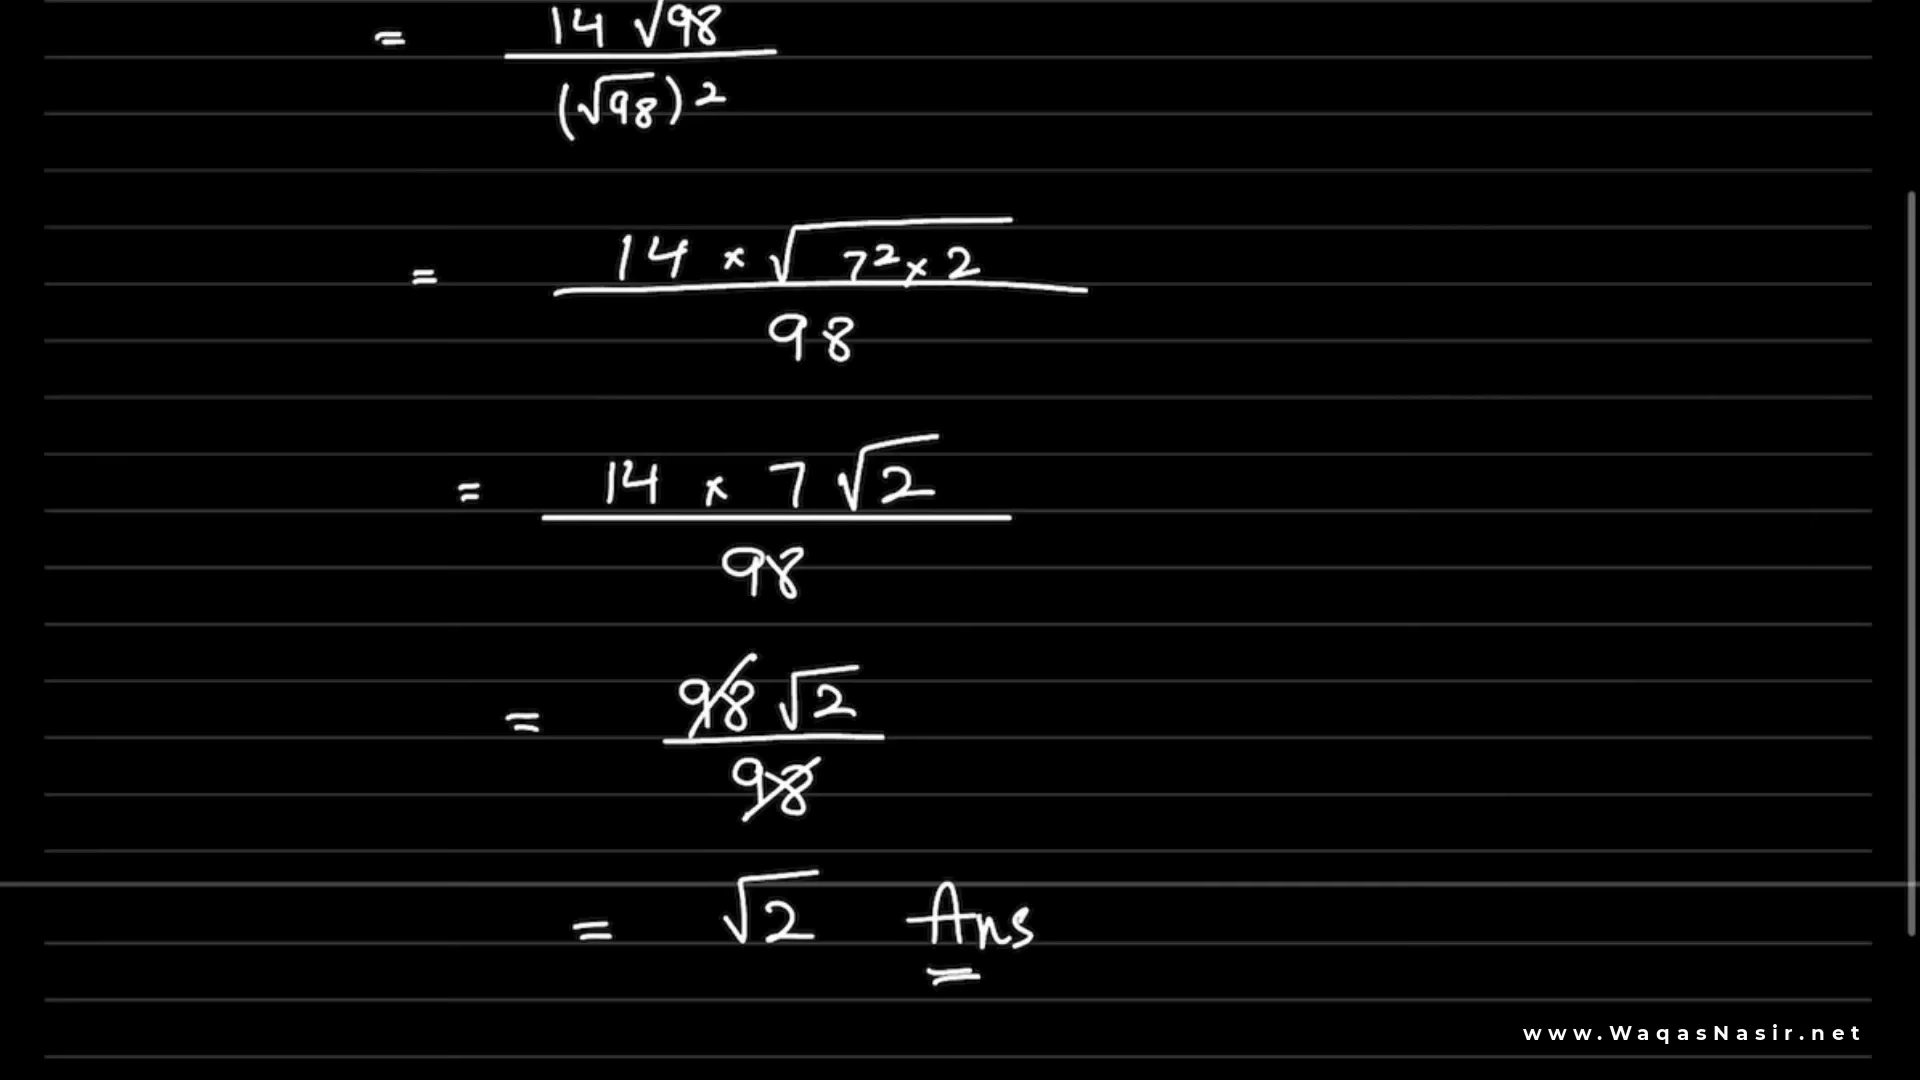 = 14 √98
(√98)²
= 14 × √7² × 2
98
= 14 × 7 √2
98
= 98 √2
98
= √2 Ans
www.WaqasNasir.net